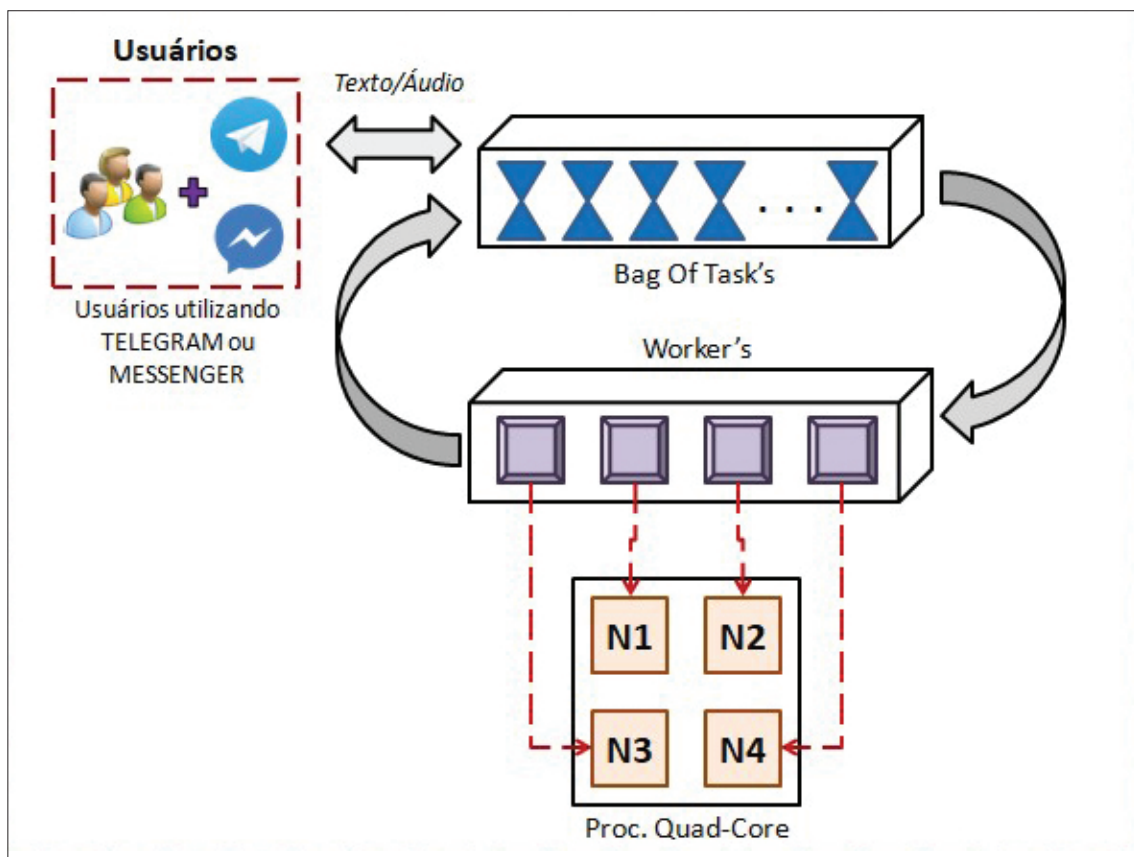 Usuários
Texto/Áudio
Usuários utilizando
TELEGRAM ou
MESSENGER
Bag Of Task's
Worker's
N1
N2
N3
N4
Proc. Quad-Core